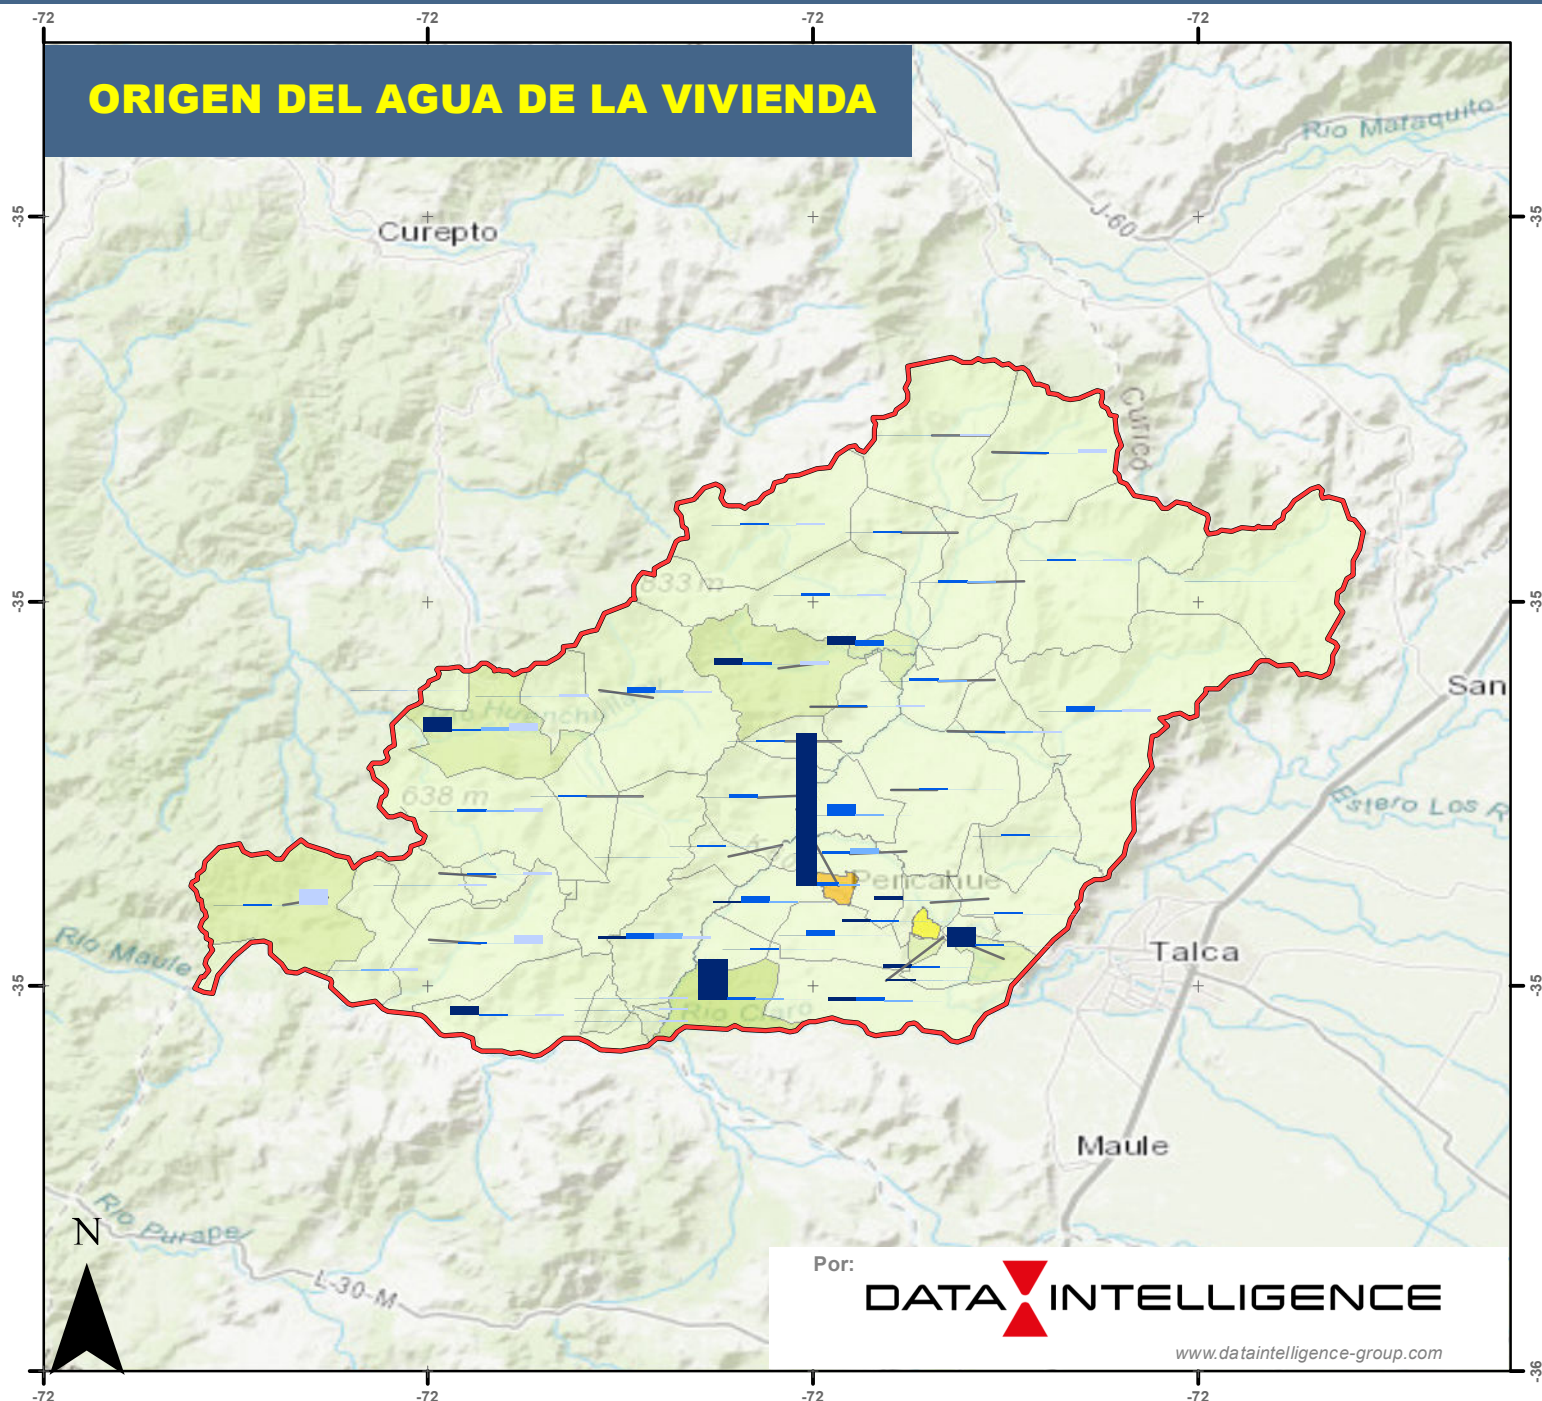 -72 -72 -72 -72
ORIGEN DEL AGUA DE LA VIVIENDA
Río Mataquito
J-60
-35 -35
Curepto
Curicó
633 m
-35 -35
San
638 m
Estero Los R
Pencahue
Río Maule
Talca
-35 -35
Río Claro
Maule
Río Purapel
N
L-30-M
Por:
DATA INTELLIGENCE
www.dataintelligence-group.com
-36
-72 -72 -72 -72